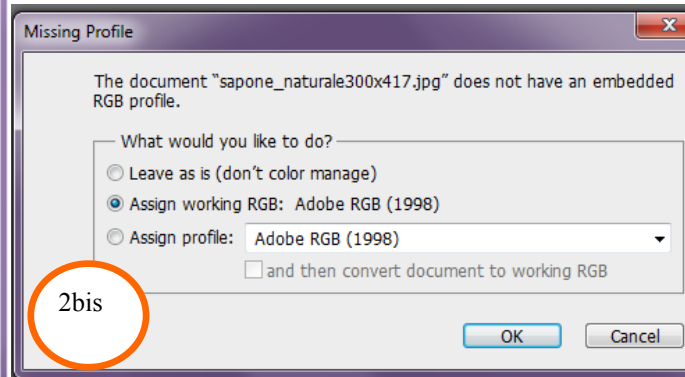 Missing Profile
The document “sapone_naturale300x417.jpg” does not have an embedded
RGB profile.
What would you like to do?
Leave as is (don't color manage)
Assign working RGB: Adobe RGB (1998)
Assign profile: Adobe RGB (1998)
and then convert document to working RGB
2bis
OK Cancel